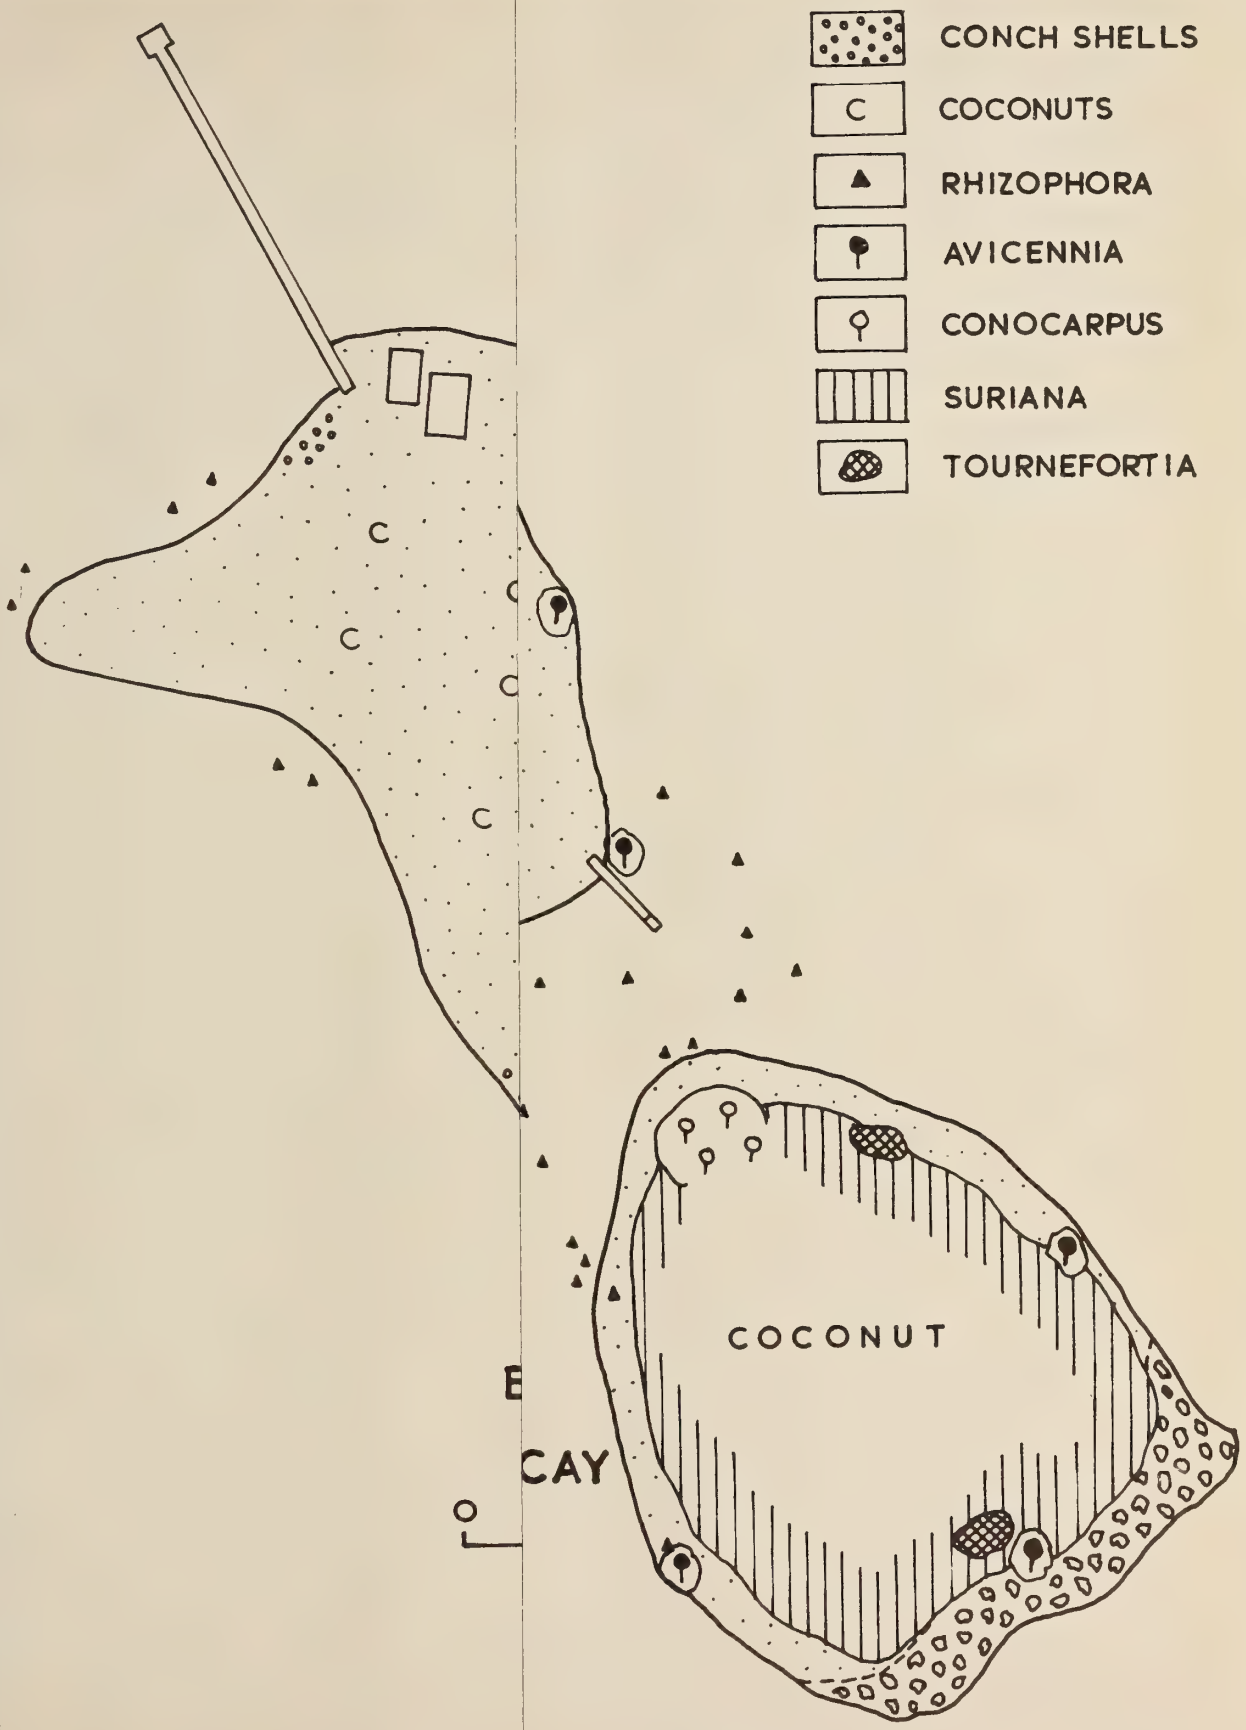 CONCH SHELLS
C COCONUTS
RHIZOPHORA
AVICENNIA
CONOCARPUS
SURIANA
TOURNEFORTIA
C
C
C
C
C
COCONUT
CAY
0